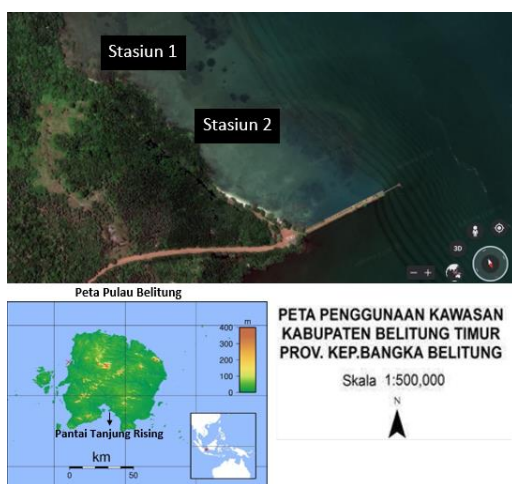 Stasiun 1
Stasiun 2
3D
Peta Pulau Belitung
m
400
300
200
100
0
Pantai Tanjung Rising
km
0
50
PETA PENGGUNAAN KAWASAN
KABUPATEN BELITUNG TIMUR
PROV. KEP.BANGKA BELITUNG
Skala 1:500,000
N